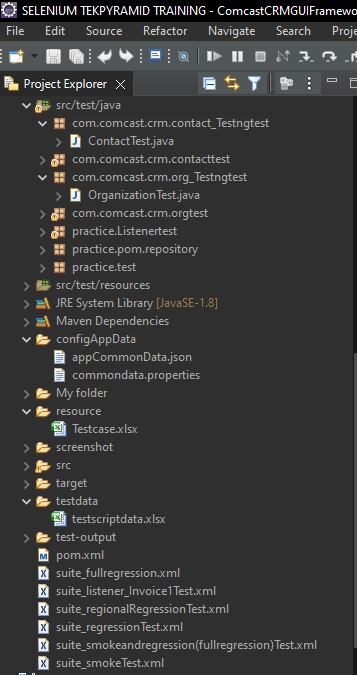 SELENIUM TEKPYRAMID TRAINING - ComcastCRMGUIFramewo
File Edit Source Refactor Navigate Search Proje
Project Explorer
src/test/java
com.comcast.crm.contact_Testngtest
ContactTest.java
com.comcast.crm.contacttest
com.comcast.crm.org_Testngtest
OrganizationTest.java
com.comcast.crm.orgtest
practice.Listenertest
practice.pom.repository
practice.test
src/test/resources
JRE System Library [JavaSE-1.8]
Maven Dependencies
configAppData
appCommonData.json
commondata.properties
My folder
resource
Testcase.xlsx
screenshot
src
target
testdata
testscriptdata.xlsx
test-output
pom.xml
suite_fullregression.xml
suite_listener_Invoice1Test.xml
suite_regionalRegressionTest.xml
suite_regressionTest.xml
suite_smokeandregression(fullregression)Test.xml
suite_smokeTest.xml